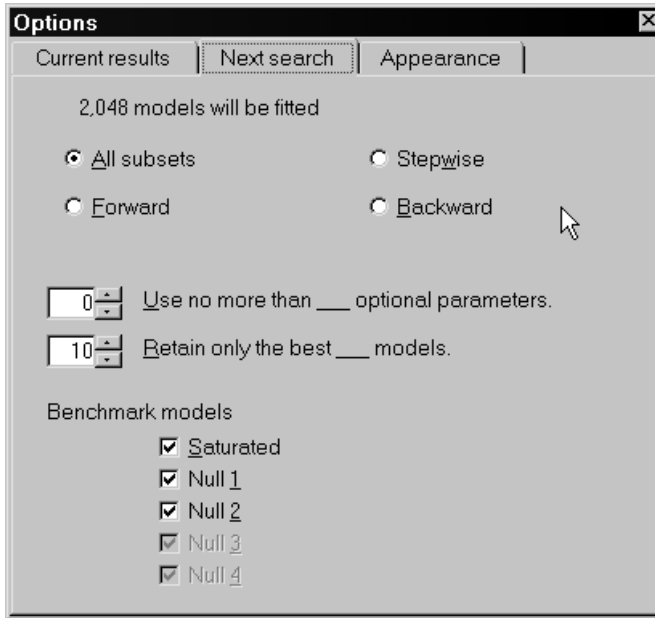 Options
Current results Next search Appearance
2,048 models will be fitted
All subsets Stepwise
Forward Backward
0 Use no more than ___ optional parameters.
10 Retain only the best ___ models.
Benchmark models
Saturated
Null 1
Null 2
Null 3
Null 4